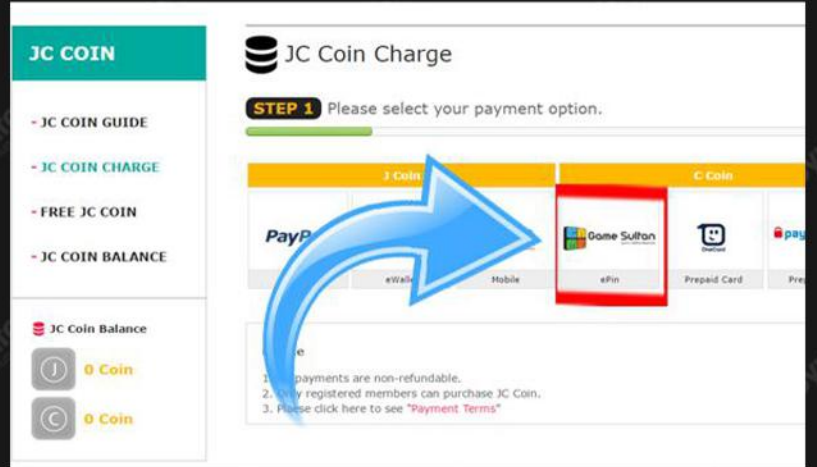 JC COIN
- JC COIN GUIDE
- JC COIN CHARGE
- FREE JC COIN
- JC COIN BALANCE
JC Coin Balance
J
0 Coin
C
0 Coin
JC Coin Charge
STEP 1 Please select your payment option.
J Coin
C Coin
Game Sultan
OneCard
Mobile
ePin
Prepaid Card
payments are non-refundable.
2. Only registered members can purchase JC Coin.
3. Please click here to see "Payment Terms"